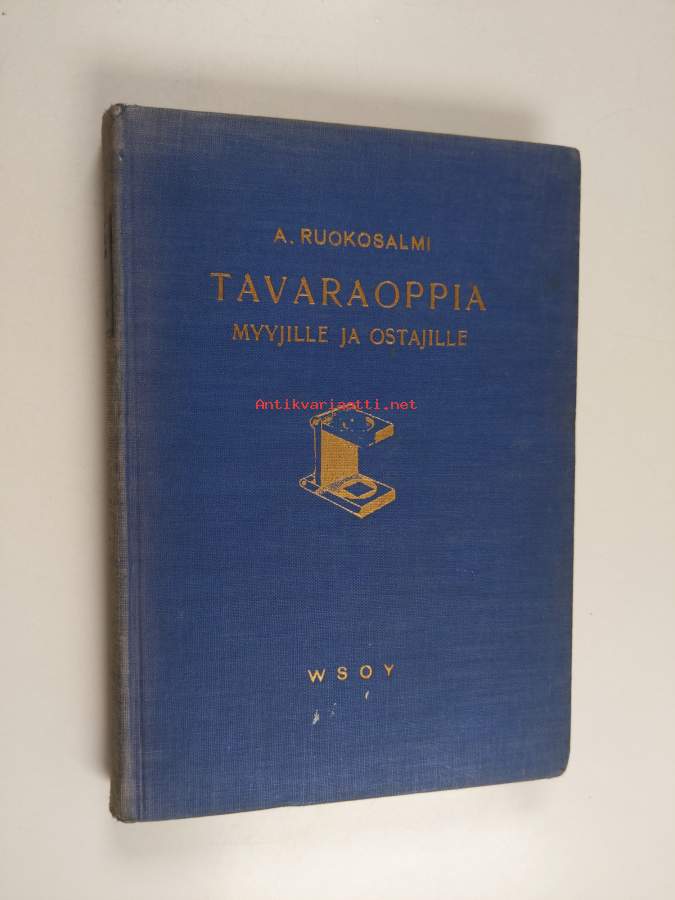 A. RUOKOSALMI
TAVARAOPPIA
MYYJILLE JA OSTAJILLE
Antikvariaatti.net
WSOY